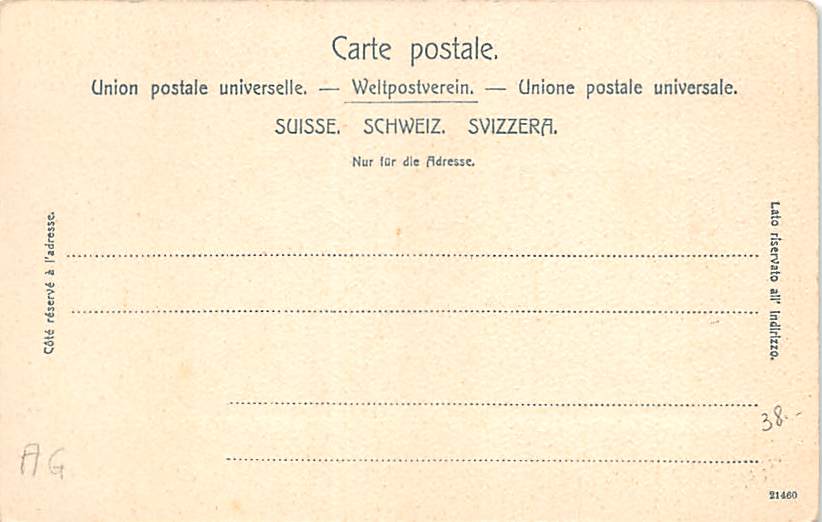 Carte postale.
Union postale universelle. — Weltpostverein. — Unione postale universale.
SUISSE. SCHWEIZ. SVIZZERA.
Nur für die Adresse.
Côté réservé à l'adresse.
Lato riservato all' Indirizzo.
38.-
AG
21460